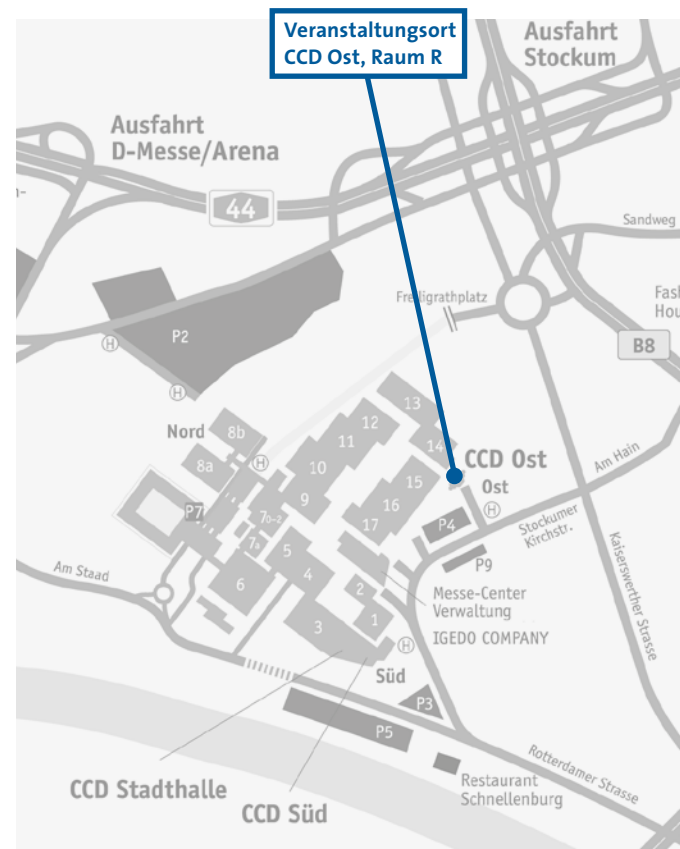 Veranstaltungsort
CCD Ost, Raum R
Ausfahrt
Stockum
Ausfahrt
D-Messe/Arena
44
n-
Sandweg
Freiligrathplatz
Fash
Hou
B8
P2
H
H
Nord
8b
8a
H
13
12
11
14
10
CCD Ost
Ost
H
Am Hain
15
16
9
P7
70-2
7a
17
P4
Stockumer
Kirchstr.
P9
5
4
6
Am Staad
2
1
3
Messe-Center
Verwaltung
IGEDO COMPANY
H
Süd
Kaiserswerther Strasse
P3
P5
Rotterdamer Strasse
Restaurant
Schnellenburg
CCD Stadthalle
CCD Süd